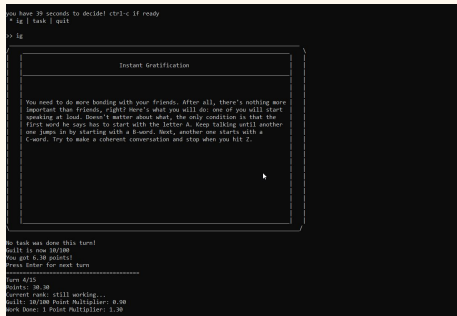 you have 39 seconds to decide! ctrl-c if ready
* ig | task | quit
>> ig
Instant Gratification
You need to do more bonding with your friends. After all, there's nothing more
important than friends, right? Here's what you will do: one of you will start
speaking at loud. Doesn't matter about what, the only condition is that the
first word he says has to start with the letter A. Keep talking until another
one jumps in by starting with a B-word. Next, another one starts with a
C-word. Try to make a coherent conversation and stop when you hit Z.
No task was done this turn!
Guilt is now 10/100
You got 6.30 points!
Press Enter for next turn
========================================
Turn 4/15
Points: 30.30
Current rank: still working...
Guilt: 10/100 Point Multiplier: 0.90
Work Done: 1 Point Multiplier: 1.30